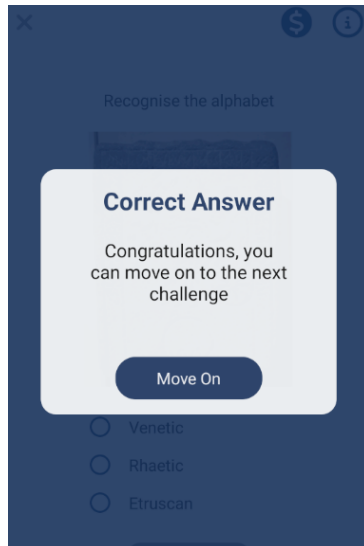 Recognise the alphabet
Correct Answer
Congratulations, you
can move on to the next
challenge
Move On
Venetic
Rhaetic
Etruscan